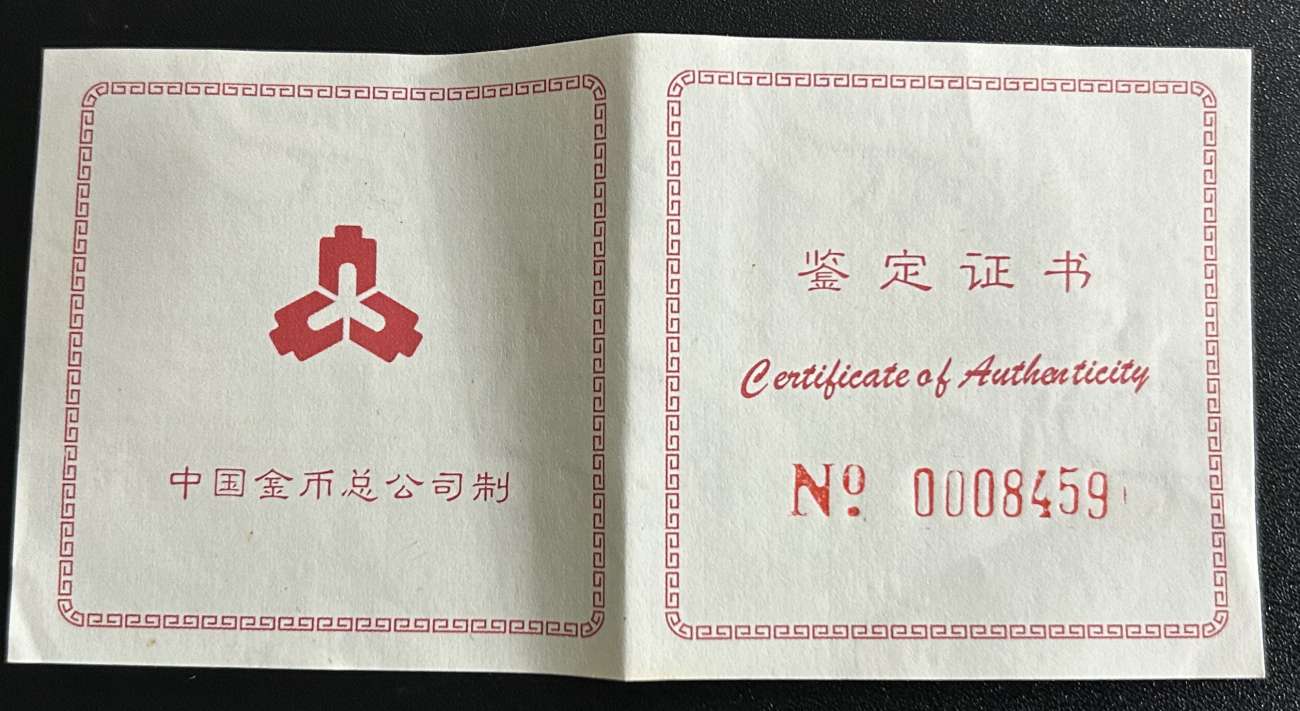 中国金币总公司制
鉴定证书
Certificate of Authenticity
Nº 0008459